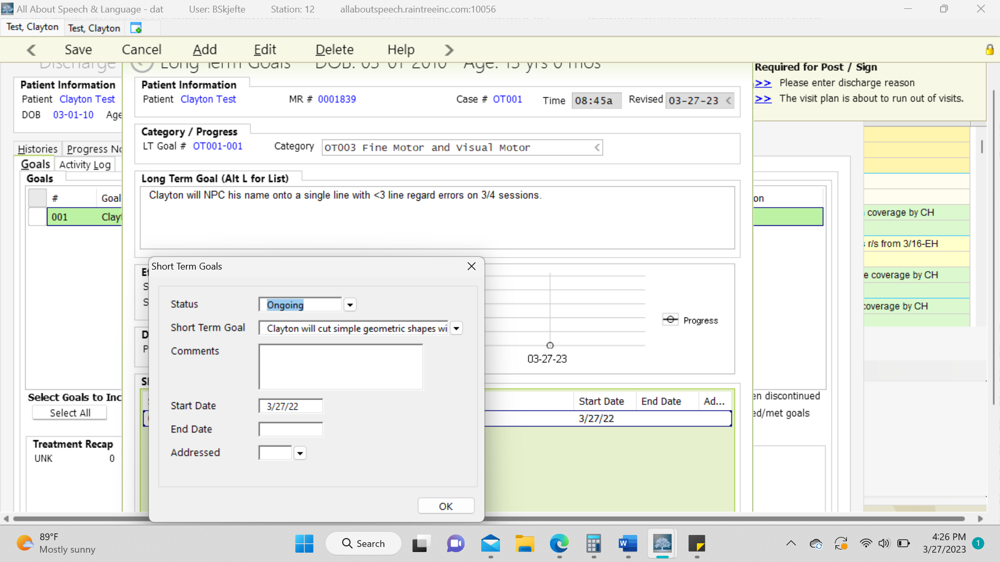 All About Speech & Language - dat User: BSkjefte Station: 12 allaboutspeech.raintreeinc.com:10056
Test, Clayton Test, Clayton
Save Cancel Add Edit Delete Help
Discharge Long Term Goals DOB: 03-01-2010 Age: 13 yrs 0 mos
Required for Post / Sign
>> Please enter discharge reason
>> The visit plan is about to run out of visits.
Patient Information
Patient Clayton Test
DOB 03-01-10 Age
Patient Information
Patient Clayton Test MR # 0001839 Case # OT001 Time 08:45a Revised 03-27-23 <
Category / Progress
LT Goal # OT001-001 Category OT003 Fine Motor and Visual Motor <
Histories Progress No
Goals Activity Log
Goals
# Goal
001 Clayt
Long Term Goal (Alt L for List)
Clayton will NPC his name onto a single line with <3 line regard errors on 3/4 sessions.
on
coverage by CH
r/s from 3/16-EH
e coverage by CH
coverage by CH
Short Term Goals
Status Ongoing
Short Term Goal Clayton will cut simple geometric shapes wi
Comments
Start Date 3/27/22
End Date
Addressed
OK
Progress
03-27-23
Start Date End Date Ad...
3/27/22
Select Goals to Inc
Select All
en discontinued
ed/met goals
Treatment Recap
UNK 0
89°F
Mostly sunny
Search
4:26 PM
3/27/2023
1